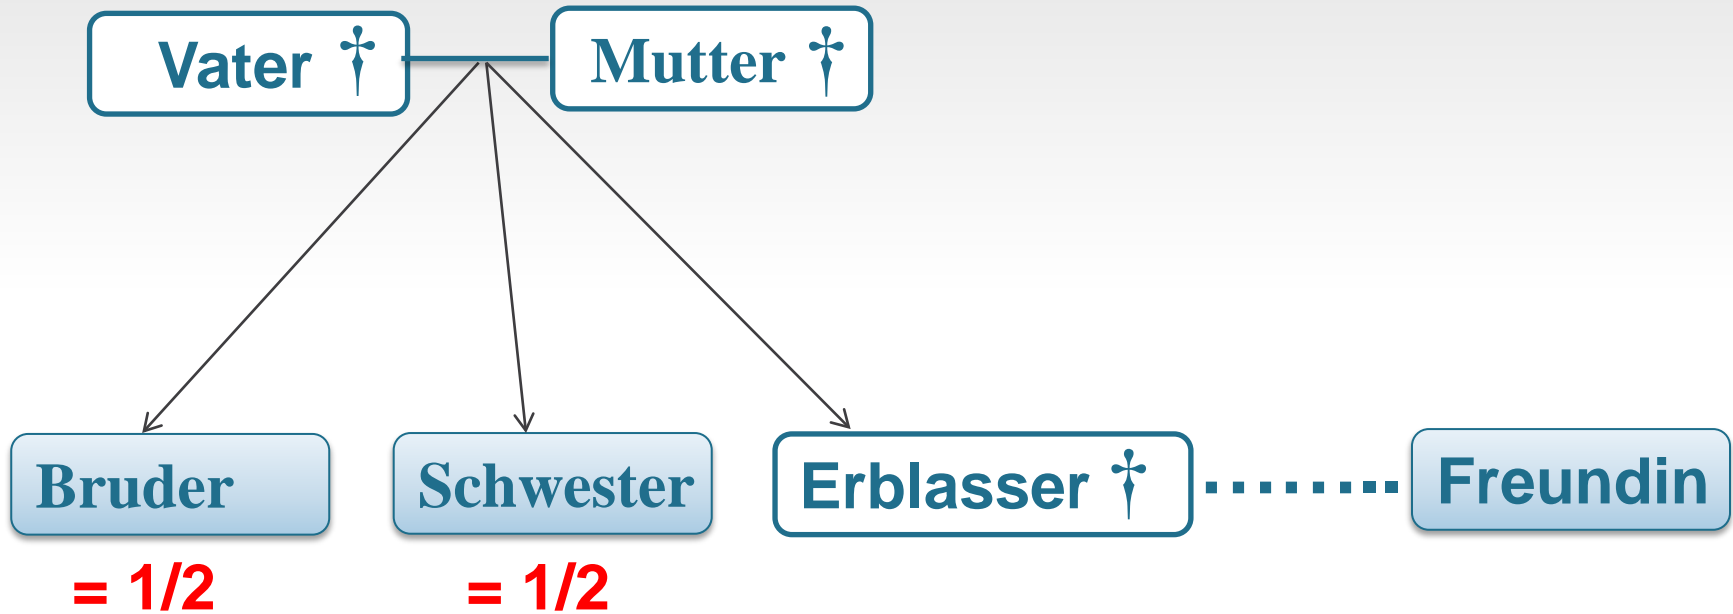 Vater †
Mutter †
Bruder
Schwester
Erblasser †
Freundin
= 1/2
= 1/2